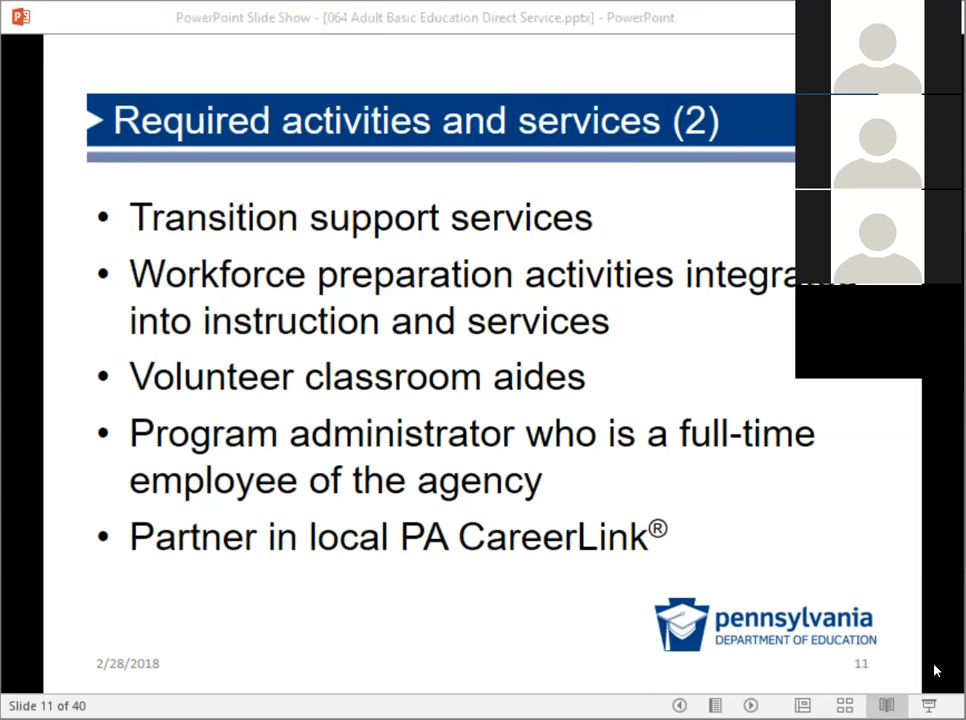 PowerPoint Slide Show - [064 Adult Basic Education Direct Service.pptx] - PowerPoint
Required activities and services (2)
• Transition support services
• Workforce preparation activities
into instruction and services
• Volunteer classroom aides
• Program administrator who is a full-time
employee of the agency
• Partner in local PA CareerLink®
pennsylvania
DEPARTMENT OF EDUCATION
2/28/2018
11
Slide 11 of 40